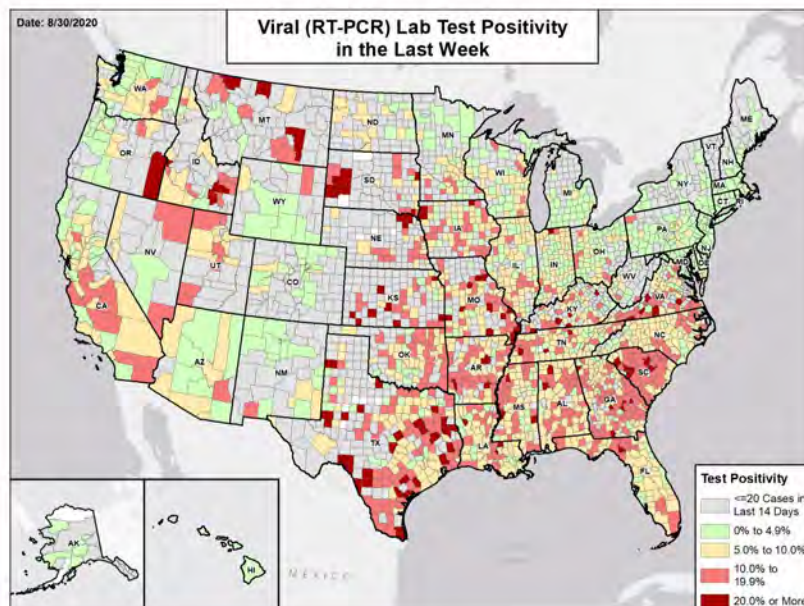 Date: 8/30/2020
Viral (RT-PCR) Lab Test Positivity
in the Last Week
WA
MT
ND
MN
ME
OR
ID
SD
WI
VT
NH
WY
MI
NY
MA
CT
RI
NE
IA
PA
NJ
NV
UT
CO
IL
IN
OH
MD
DE
WV
CA
KS
MO
KY
VA
AZ
NM
OK
AR
TN
NC
SC
TX
MS
AL
GA
LA
FL
AK
HI
MEXICO
Test Positivity
<=20 Cases in
Last 14 Days
0% to 4.9%
5.0% to 10.0%
10.0% to
19.9%
20.0% or More